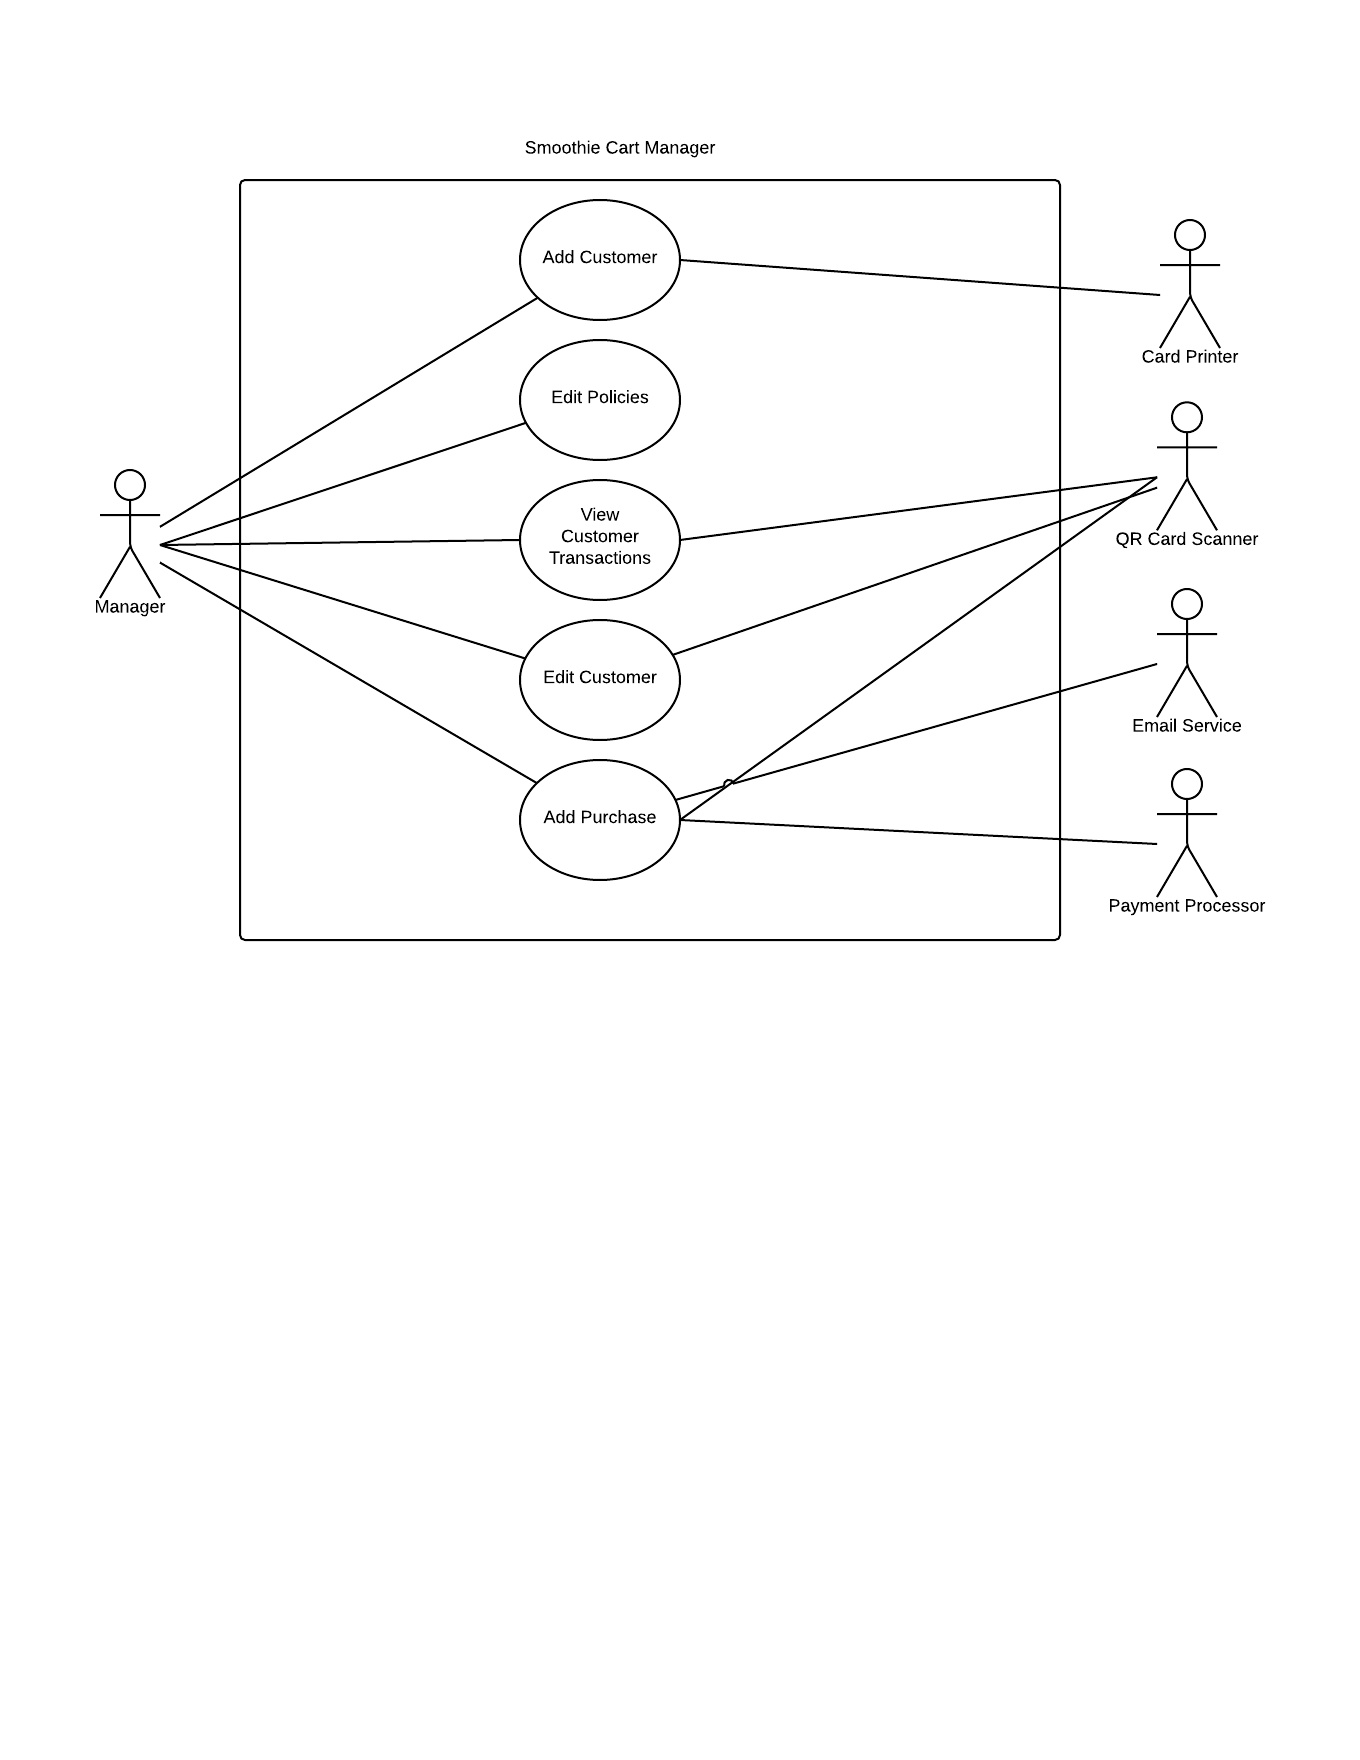 Smoothie Cart Manager
Add Customer
Card Printer
Edit Policies
Manager
View
Customer
Transactions
QR Card Scanner
Edit Customer
Email Service
Add Purchase
Payment Processor